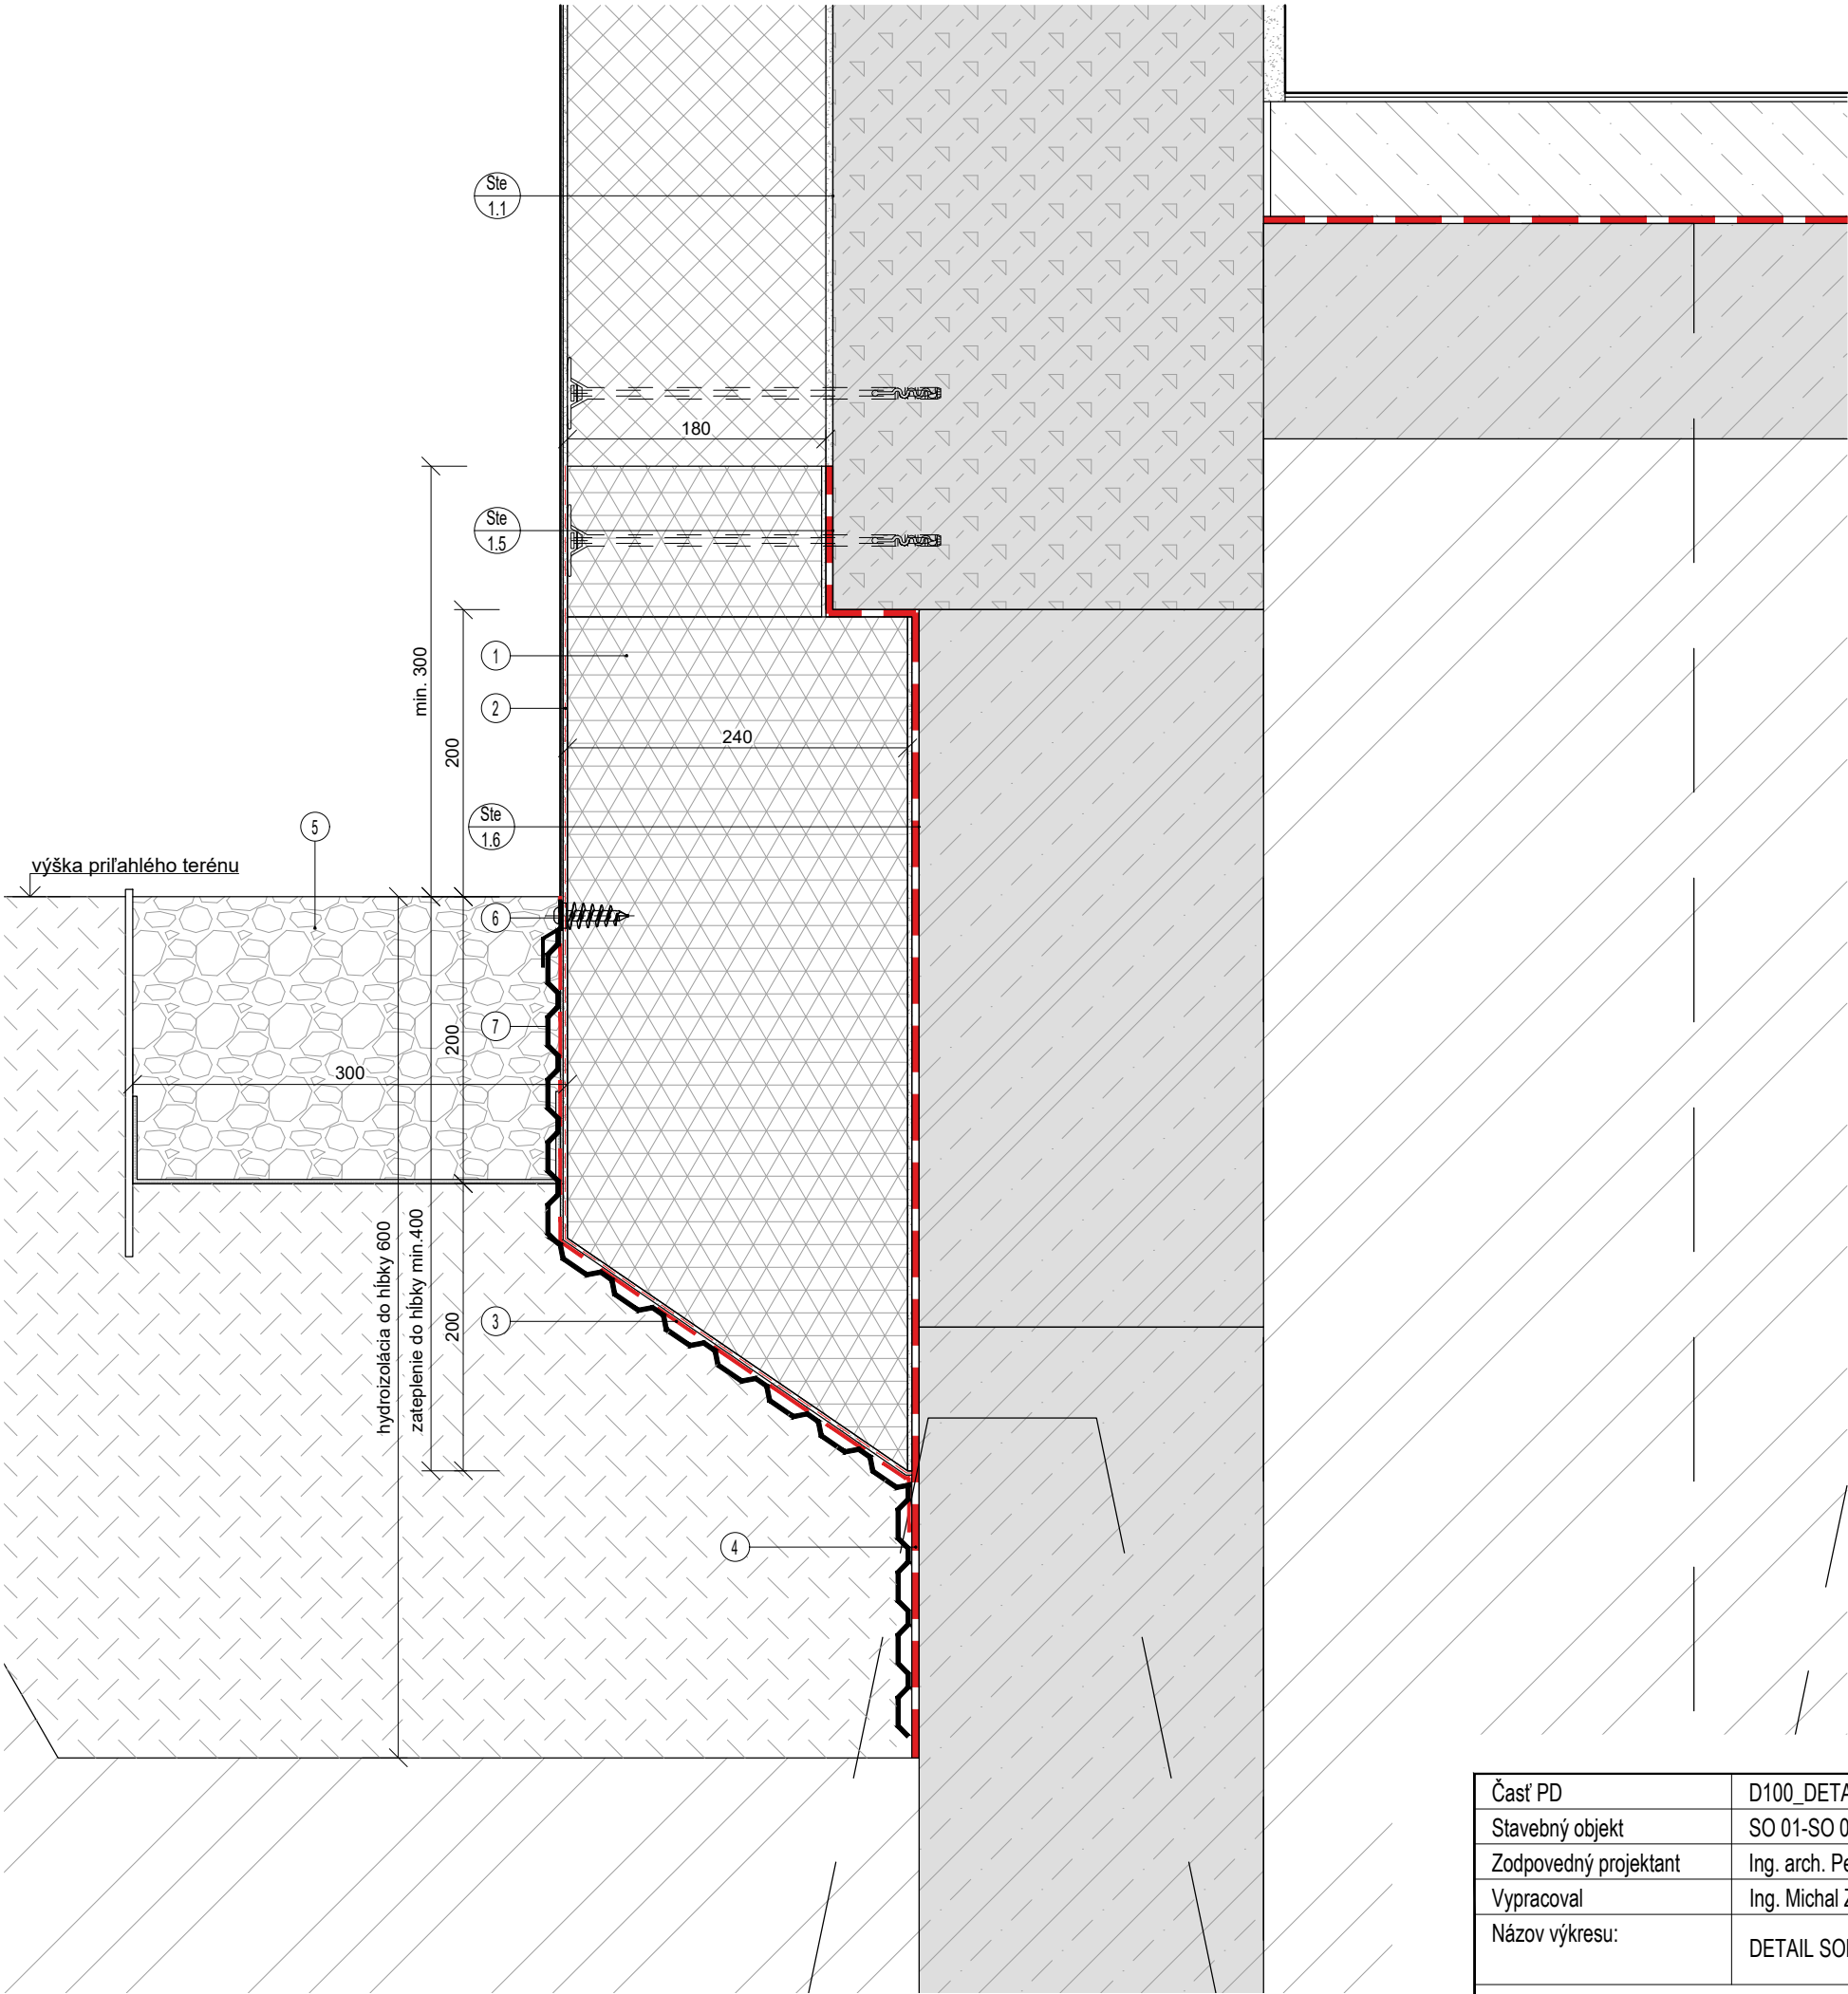 Ste
1.1
180
Ste
1.5
min. 300
1
200
2
240
Ste
1.6
5
výška priľahlého terénu
6
7
200
300
hydroizolácia do hĺbky 600
zateplenie do hĺbky min.400
200
3
4
Časť PD D100_DETA
Stavebný objekt SO 01-SO 0
Zodpovedný projektant Ing. arch. Pe
Vypracoval Ing. Michal Z
Názov výkresu: DETAIL SO